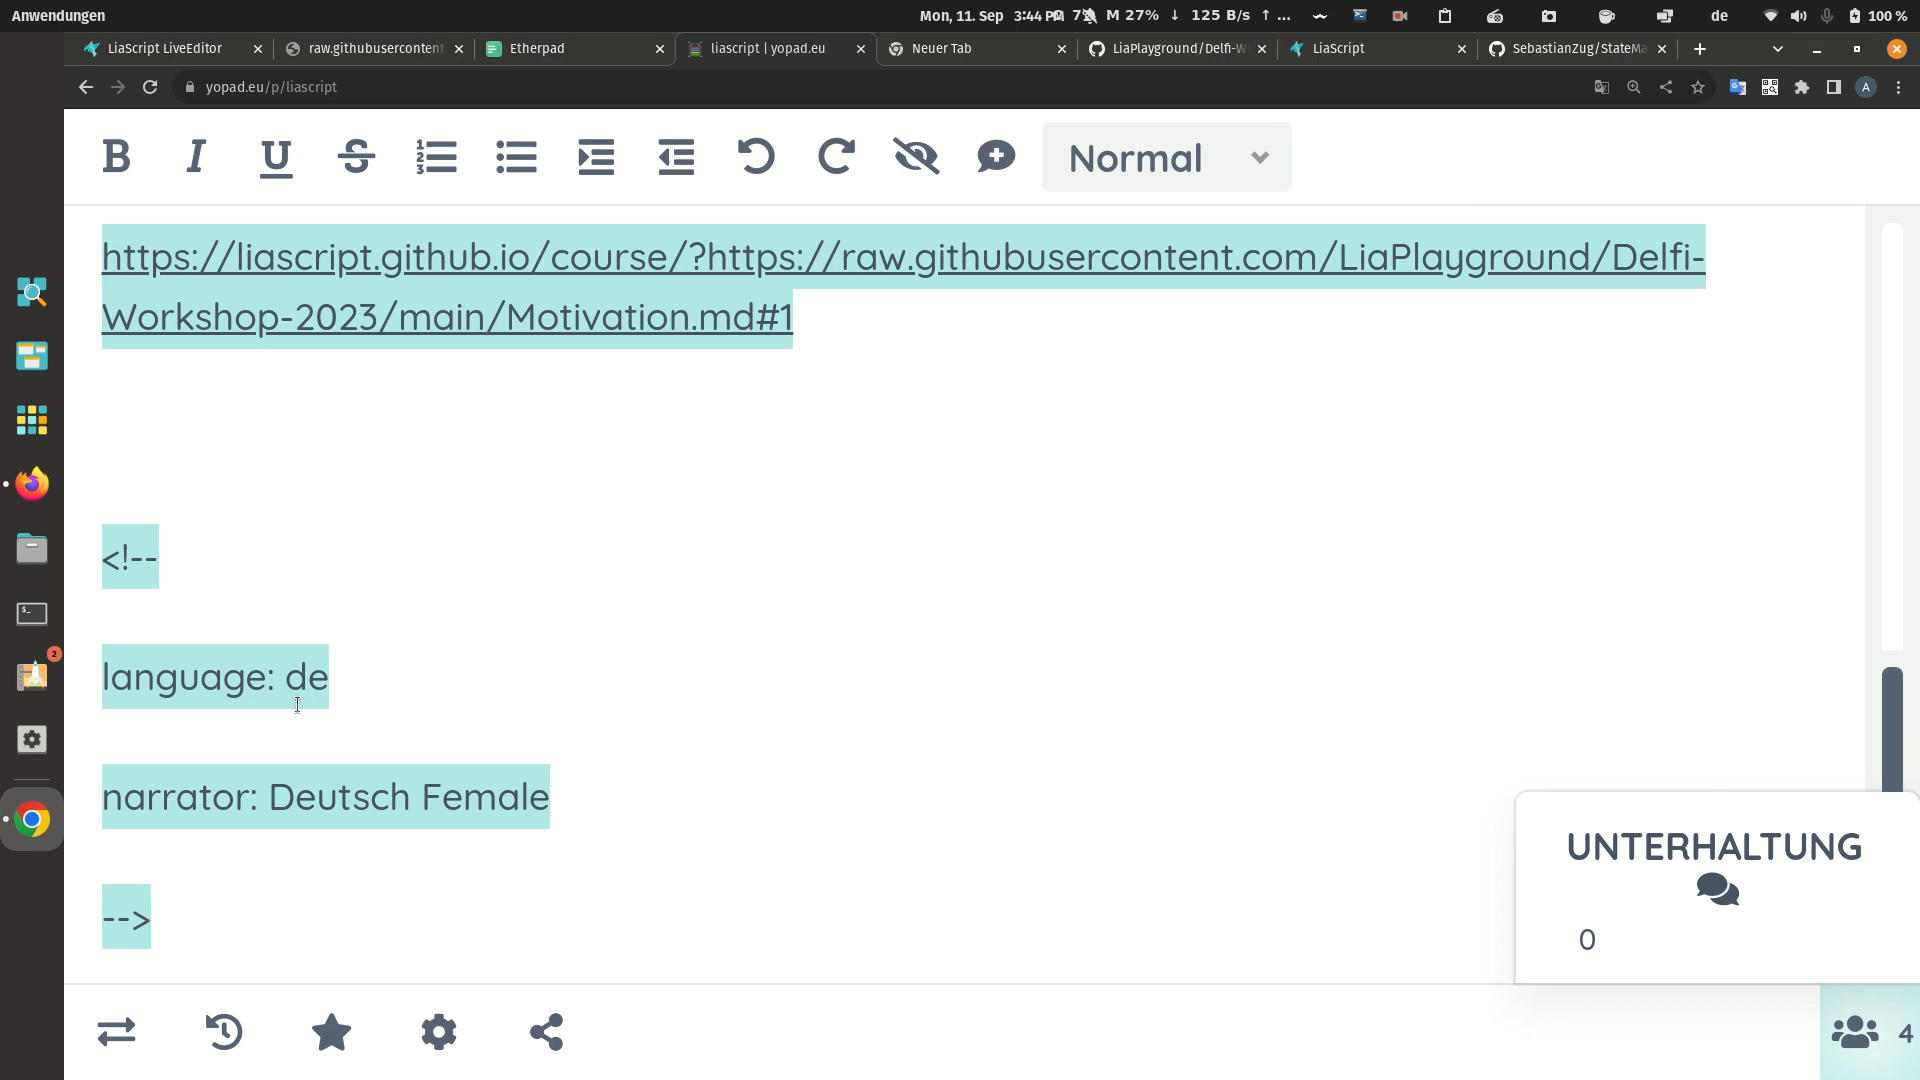 Anwendungen
Mon, 11. Sep 3:44 PM
M 27% ↓ 125 B/s ↑ ...
de
100 %
LiaScript LiveEditor
raw.githubusercontent
Etherpad
liascript | yopad.eu
Neuer Tab
LiaPlayground/Delfi-W
LiaScript
SebastianZug/StateMa
yopad.eu/p/liascript
A
B I U S
Normal
https://liascript.github.io/course/?https://raw.githubusercontent.com/LiaPlayground/Delfi-
Workshop-2023/main/Motivation.md#1
<!--
language: de
2
narrator: Deutsch Female
-->
UNTERHALTUNG
0
4